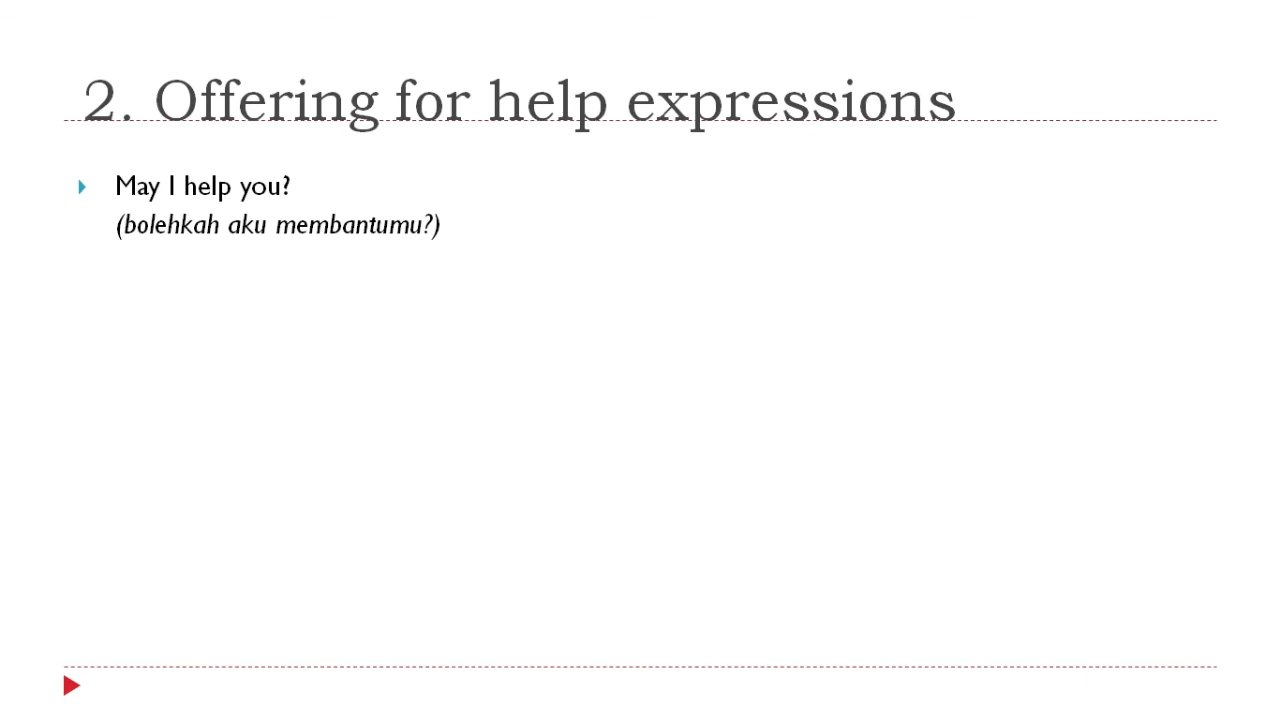 2. Offering for help expressions
May I help you?
(bolehkah aku membantumu?)